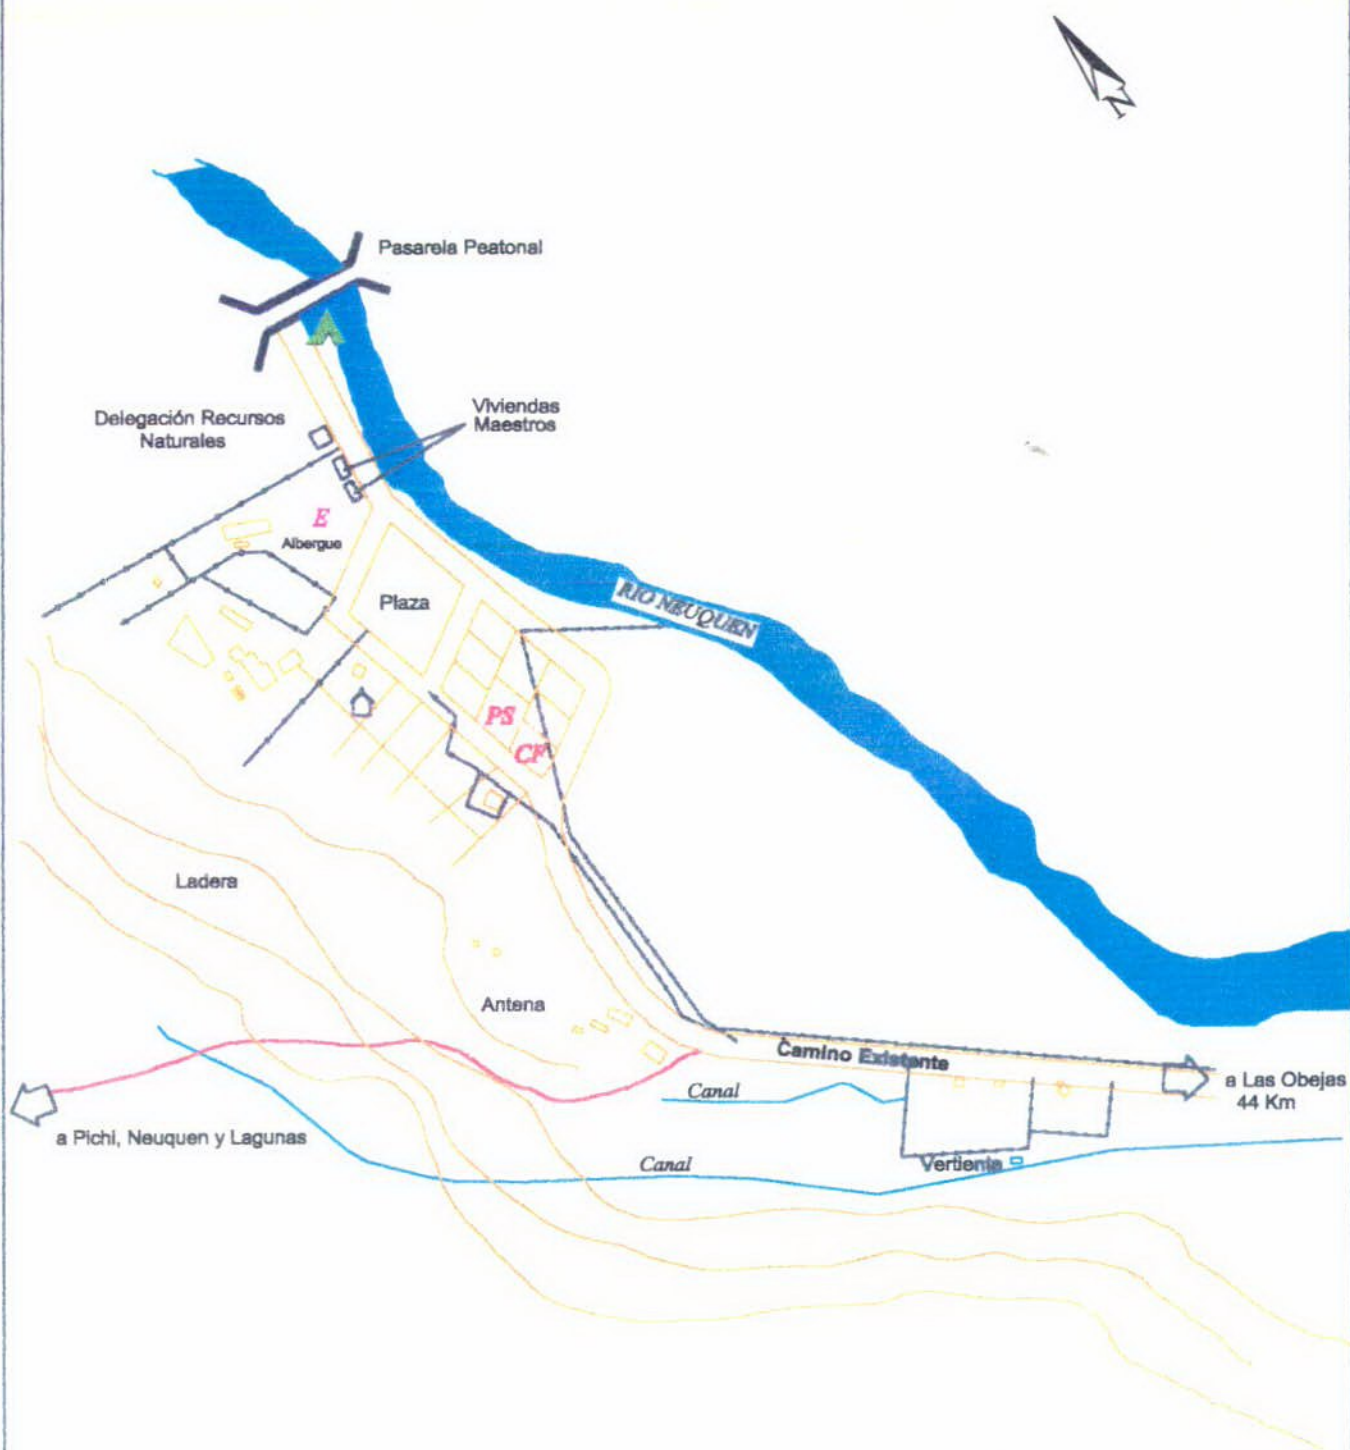 N
Pasarela Peatonal
Delegación Recursos
Naturales
Viviendas
Maestros
E
Albergue
Plaza
RIO NEUQUEN
PS
CF
Ladera
Antena
Camino Existente
a Las Obejas
44 Km
Canal
a Pichi, Neuquen y Lagunas
Canal
Vertiente